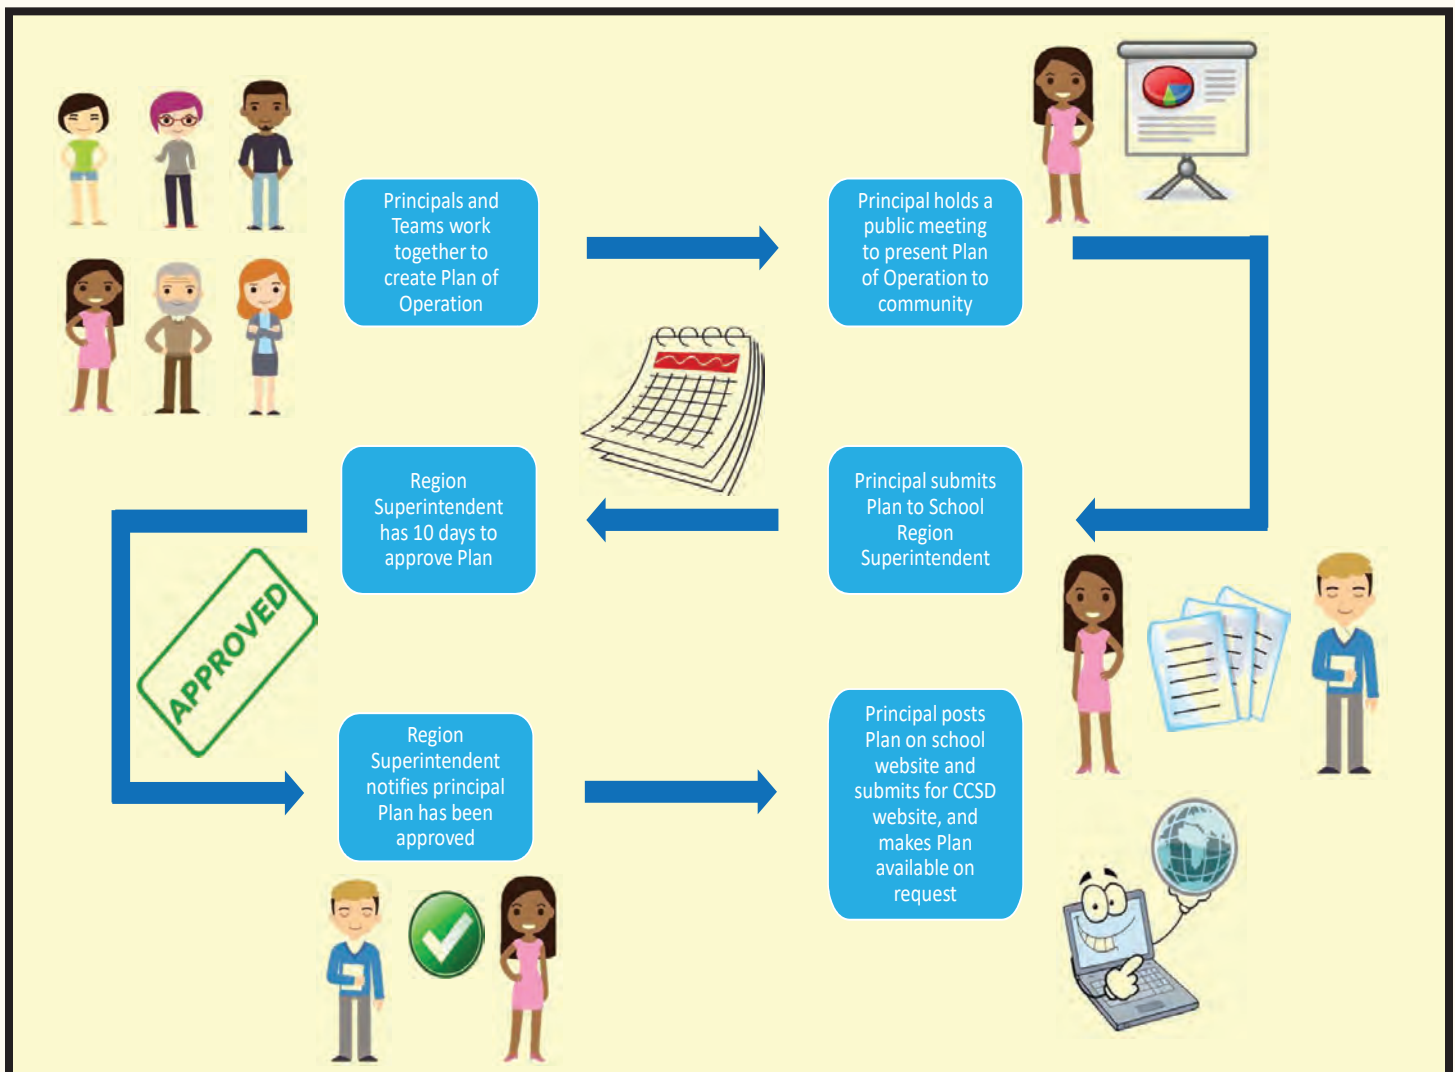 Principals and
Teams work
together to
create Plan of
Operation
Principal holds a
public meeting
to present Plan
of Operation to
community
Principal submits
Plan to School
Region
Superintendent
Region
Superintendent
has 10 days to
approve Plan
APPROVED
Region
Superintendent
notifies principal
Plan has been
approved
Principal posts
Plan on school
website and
submits for CCSD
website, and
makes Plan
available on
request